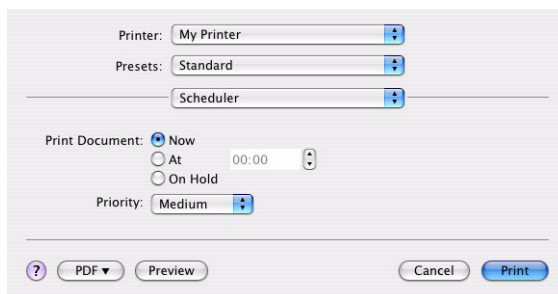 Printer: My Printer
Presets: Standard
Scheduler
Print Document: Now
At 00:00
On Hold
Priority: Medium
? PDF▼ Preview Cancel Print